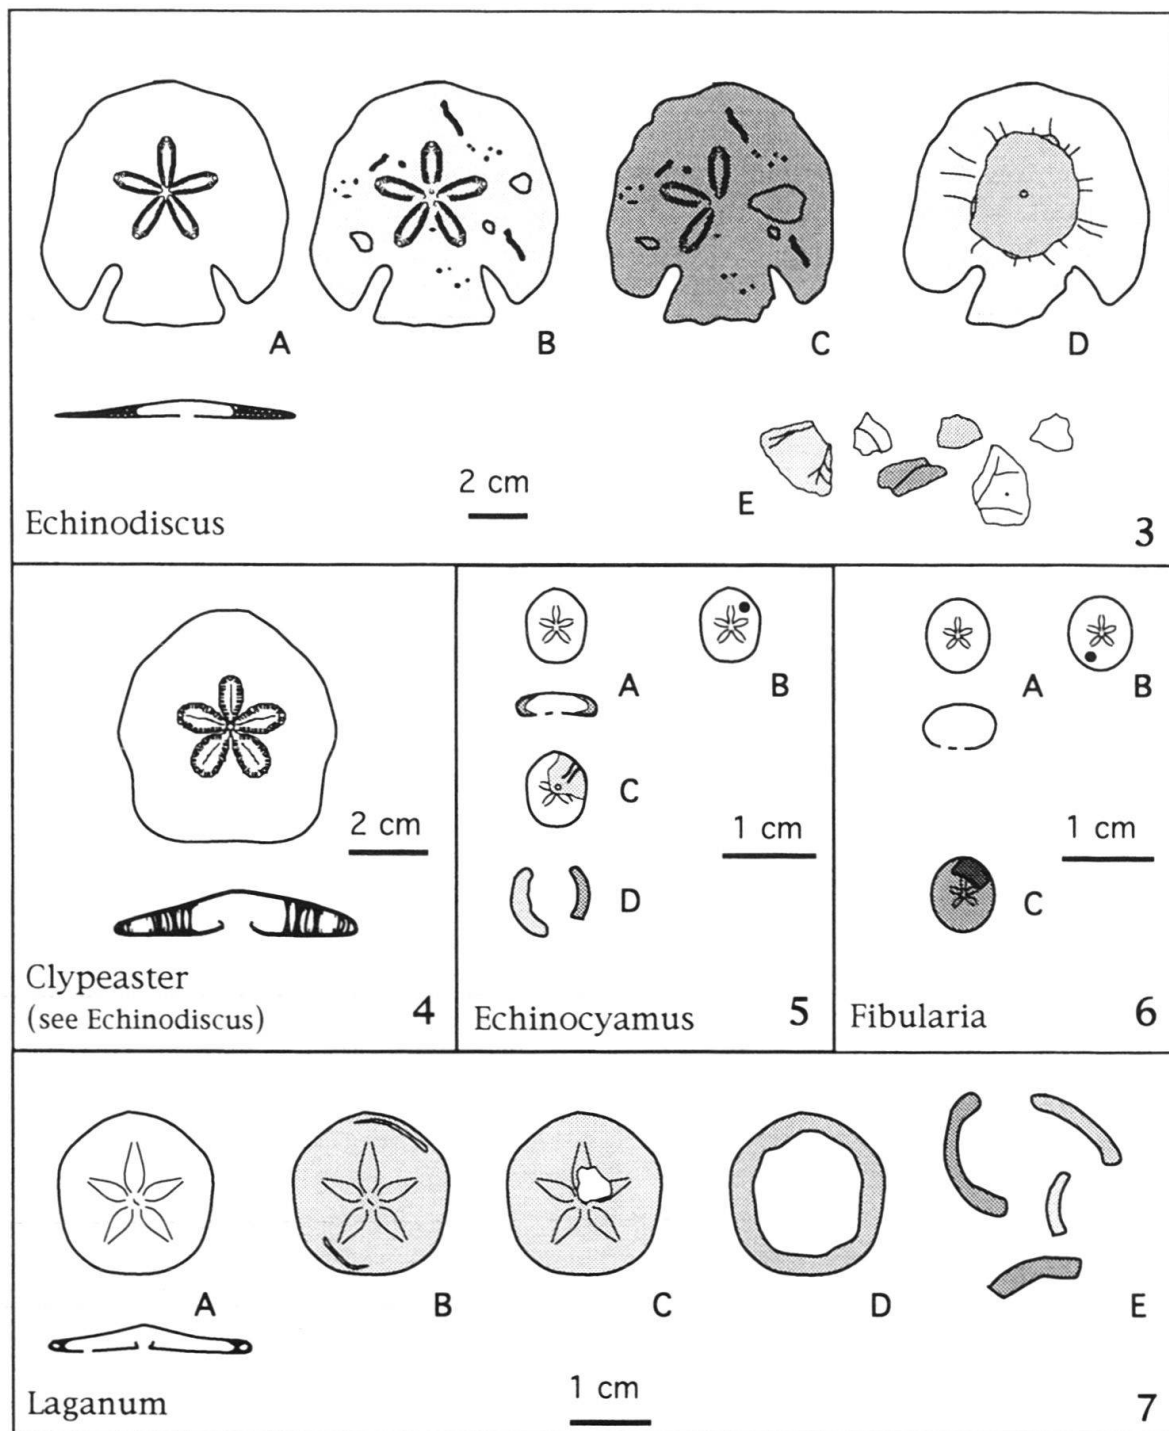 A
B
C
D
2 cm
E
Echinodiscus
3
2 cm
Clypeaster
(see Echinodiscus)
4
A
B
C
1 cm
D
Echinocyamus
5
A
B
1 cm
C
Fibularia
6
A
B
C
D
E
1 cm
Laganum
7